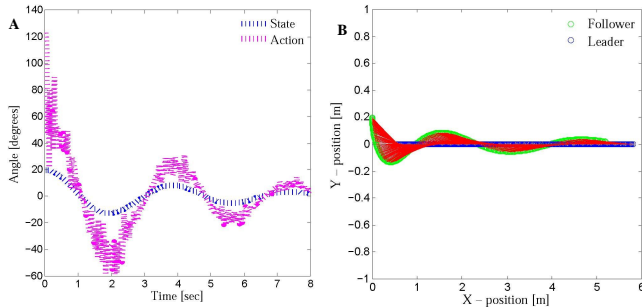 A
State
Action
140
120
100
80
60
40
20
0
−20
−40
−60
0 1 2 3 4 5 6 7 8
Angle [degrees]
Time [sec]
B
Follower
Leader
1
0.8
0.6
0.4
0.2
0
−0.2
−0.4
−0.6
−0.8
−1
0 1 2 3 4 5 6
Y − position [m]
X − position [m]